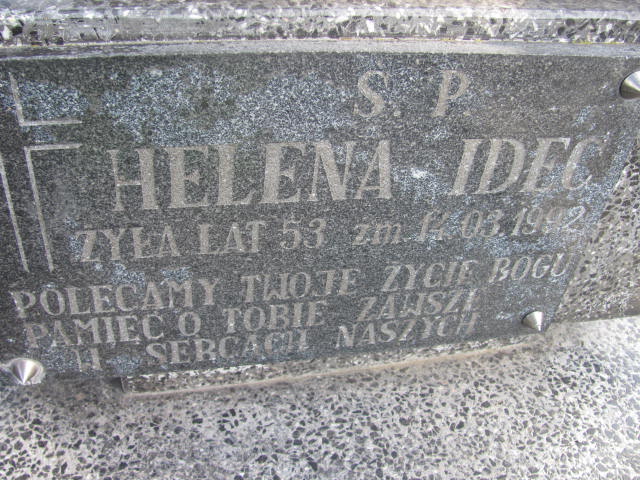 S. P.
HELENA IDEC
ŻYŁA LAT 53 zm 14.03.1992
POLECAMY TWOJE ŻYCIE BOGU
PAMIĘĆ O TOBIE ZAWSZE
W SERCACH NASZYCH